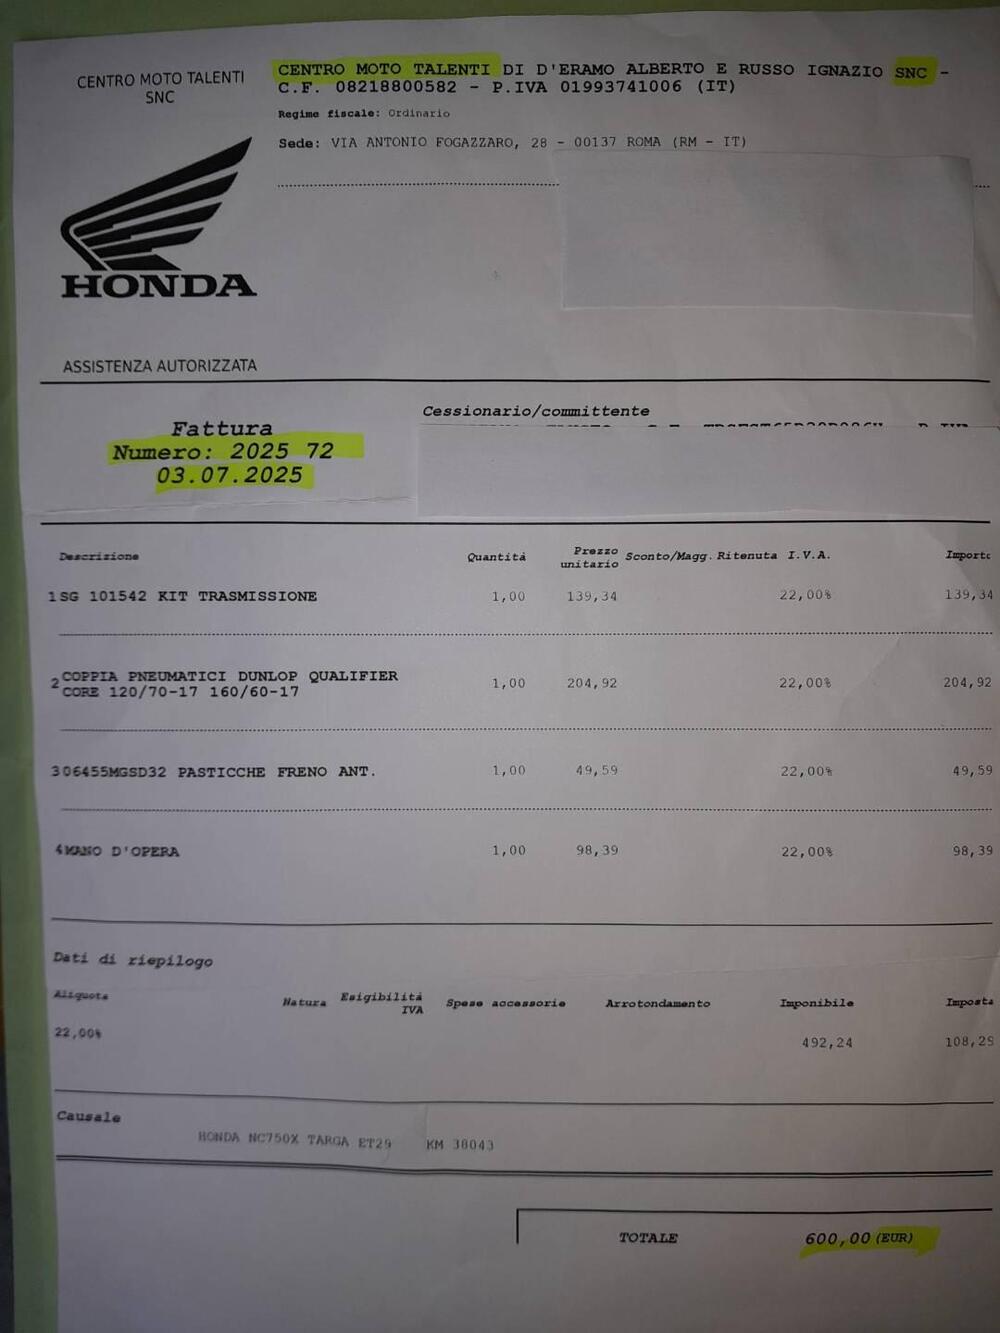 CENTRO MOTO TALENTI
SNC
CENTRO MOTO TALENTI DI D'ERAMO ALBERTO E RUSSO IGNAZIO SNC -
C.F. 08218800582 - P.IVA 01993741006 (IT)
Regime fiscale: Ordinario
Sede: VIA ANTONIO FOGAZZARO, 28 - 00137 ROMA (RM - IT)
HONDA
ASSISTENZA AUTORIZZATA
Fattura
Numero: 2025 72
03.07.2025
Cessionario/committente
Descrizione Quantità Prezzo unitario Sconto/Magg. Ritenuta I.V.A. Importo
1 SG 101542 KIT TRASMISSIONE 1,00 139,34 22,00% 139,34
2 COPPIA PNEUMATICI DUNLOP QUALIFIER
CORE 120/70-17 160/60-17 1,00 204,92 22,00% 204,92
3 06455MGSD32 PASTICCHE FRENO ANT. 1,00 49,59 22,00% 49,59
4 MANO D'OPERA 1,00 98,39 22,00% 98,39
Dati di riepilogo
Aliquota Natura Esigibilità IVA Spese accessorie Arrotondamento Imponibile Imposta
22,00% 492,24 108,29
Causale
HONDA NC750X TARGA ET29 KM 38043
TOTALE 600,00 (EUR)